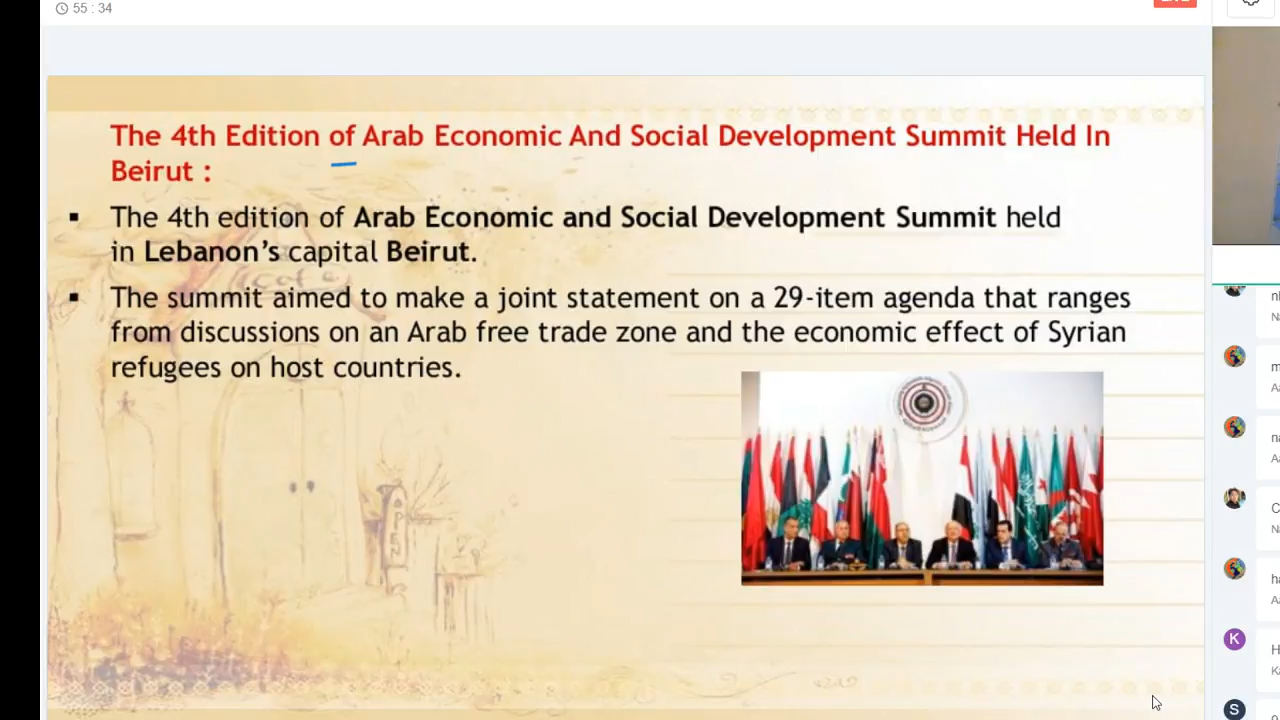 55 : 34
The 4th Edition of Arab Economic And Social Development Summit Held In
Beirut :
▪ The 4th edition of Arab Economic and Social Development Summit held
in Lebanon's capital Beirut.
▪ The summit aimed to make a joint statement on a 29-item agenda that ranges
from discussions on an Arab free trade zone and the economic effect of Syrian
refugees on host countries.
K
S